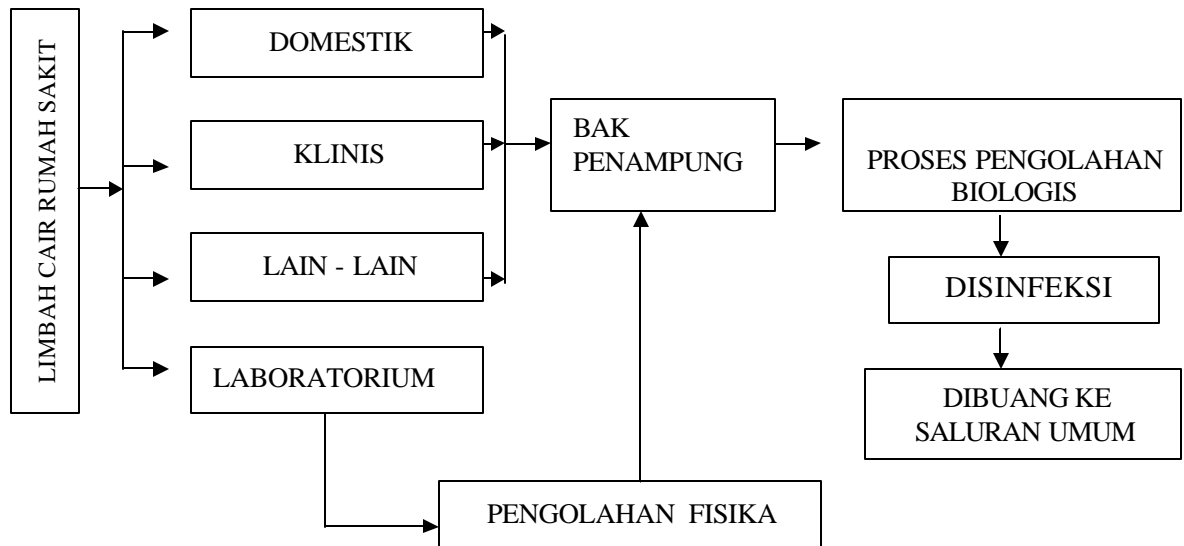 LIMBAH CAIR RUMAH SAKIT
DOMESTIK
KLINIS
LAIN - LAIN
LABORATORIUM
BAK
PENAMPUNG
PROSES PENGOLAHAN
BIOLOGIS
DISINFEKSI
DIBUANG KE
SALURAN UMUM
PENGOLAHAN FISIKA